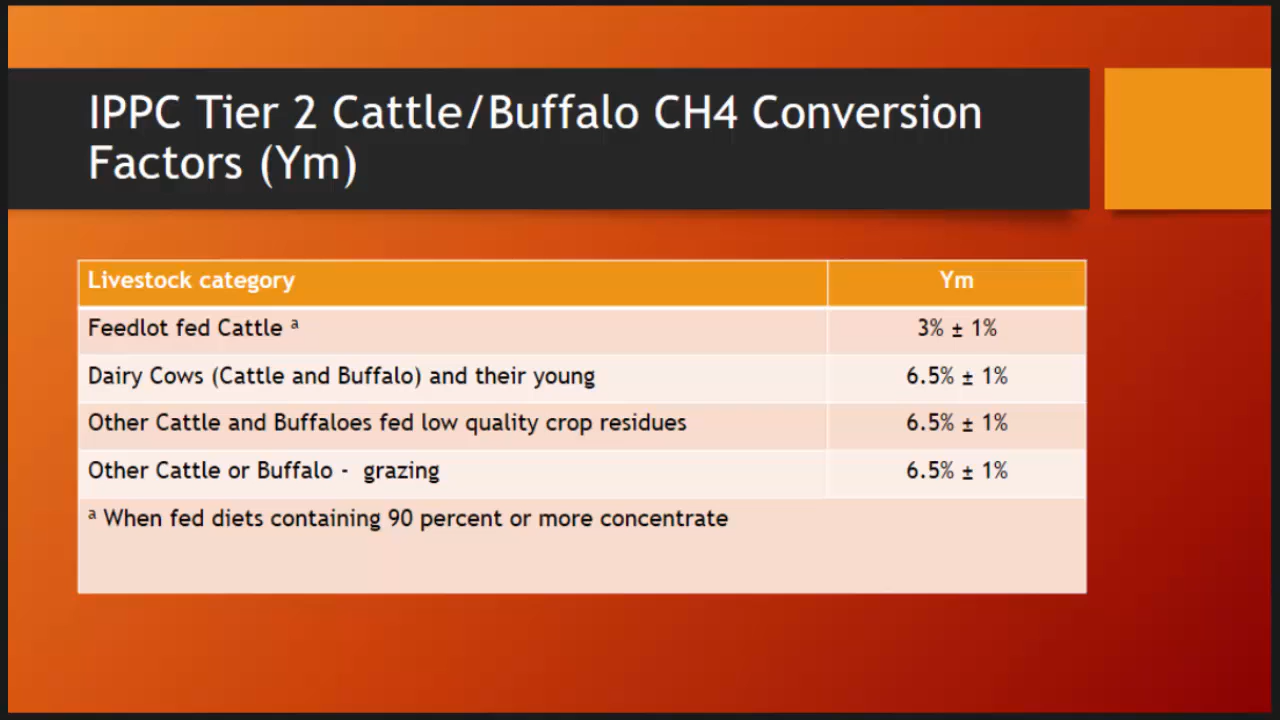 IPPC Tier 2 Cattle/Buffalo CH4 Conversion
Factors (Ym)
Livestock category Ym
Feedlot fed Cattle ᵃ 3% ± 1%
Dairy Cows (Cattle and Buffalo) and their young 6.5% ± 1%
Other Cattle and Buffaloes fed low quality crop residues 6.5% ± 1%
Other Cattle or Buffalo - grazing 6.5% ± 1%
ᵃ When fed diets containing 90 percent or more concentrate